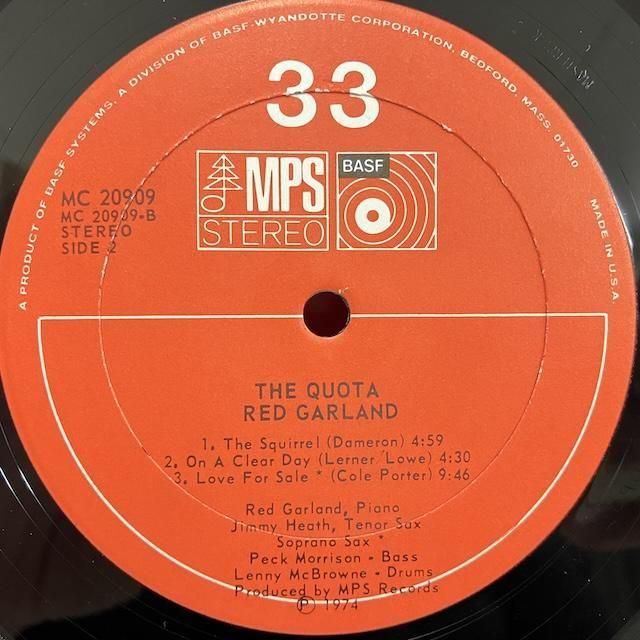 A PRODUCT OF BASF SYSTEMS, A DIVISION OF BASF-WYANDOTTE CORPORATION, BEDFORD, MASS. 01730
MADE IN U.S.A.
33
MPS
STEREO
BASF
MC 20909
MC 20909-B
STEREO
SIDE 2
THE QUOTA
RED GARLAND
1. The Squirrel (Dameron) 4:59
2. On A Clear Day (Lerner/Lowe) 4:30
3. Love For Sale * (Cole Porter) 9:46
Red Garland, Piano
Jimmy Heath, Tenor Sax
Soprano Sax *
Peck Morrison - Bass
Lenny McBrowne - Drums
Produced by MPS Records
Ⓟ 1974